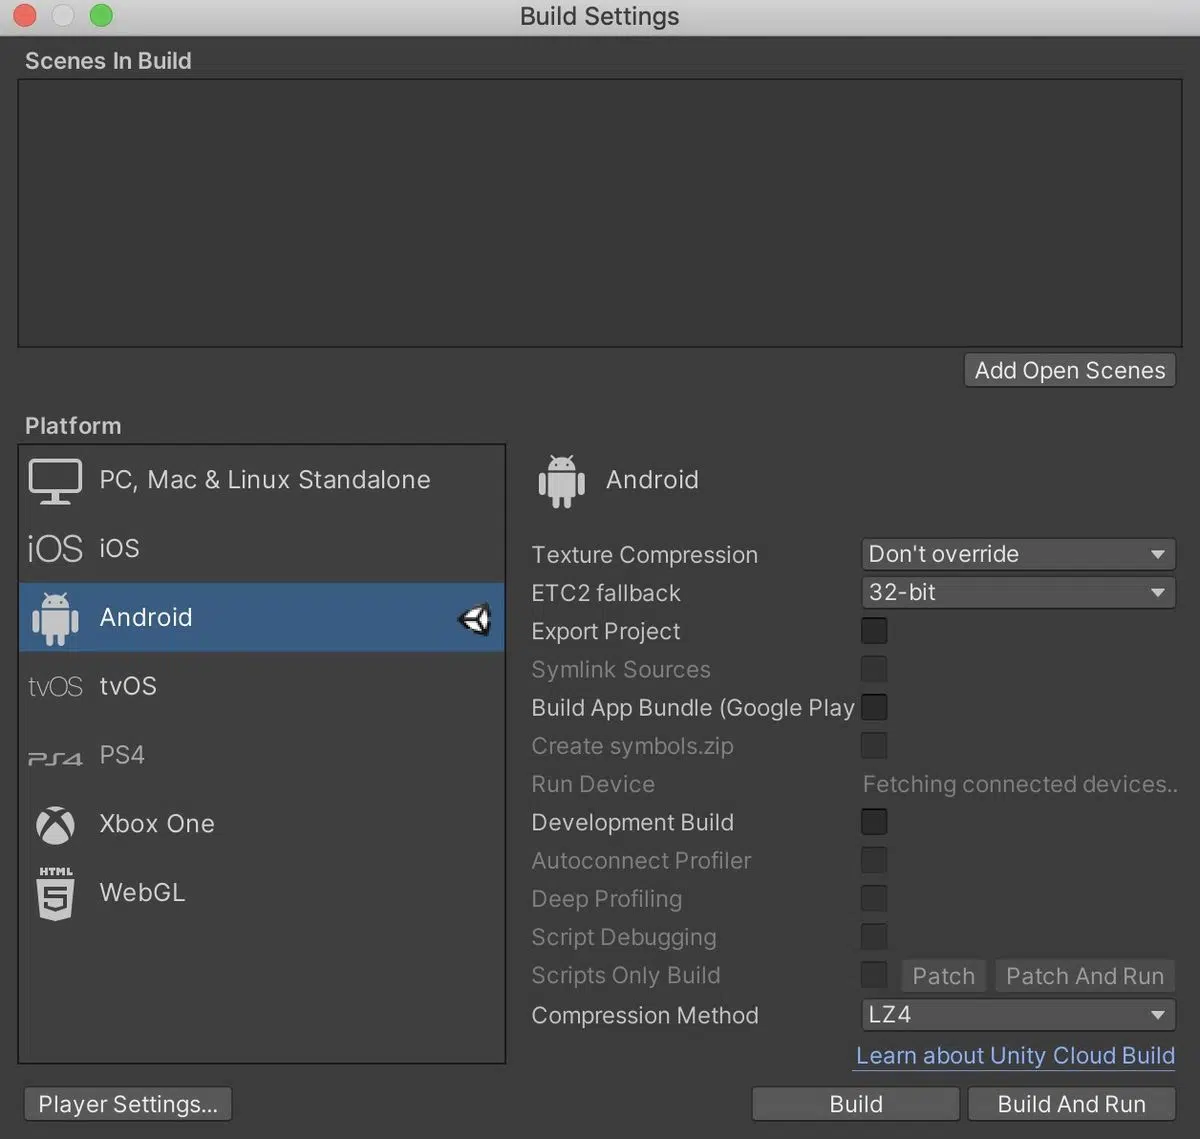 Build Settings
Scenes In Build
Add Open Scenes
Platform
PC, Mac & Linux Standalone
iOS iOS
Android
tvOS tvOS
PS4 PS4
Xbox One
HTML
5 WebGL
Android
Texture Compression Don't override
ETC2 fallback 32-bit
Export Project
Symlink Sources
Build App Bundle (Google Play
Create symbols.zip
Run Device Fetching connected devices..
Development Build
Autoconnect Profiler
Deep Profiling
Script Debugging
Scripts Only Build Patch Patch And Run
Compression Method LZ4
Learn about Unity Cloud Build
Player Settings... Build Build And Run